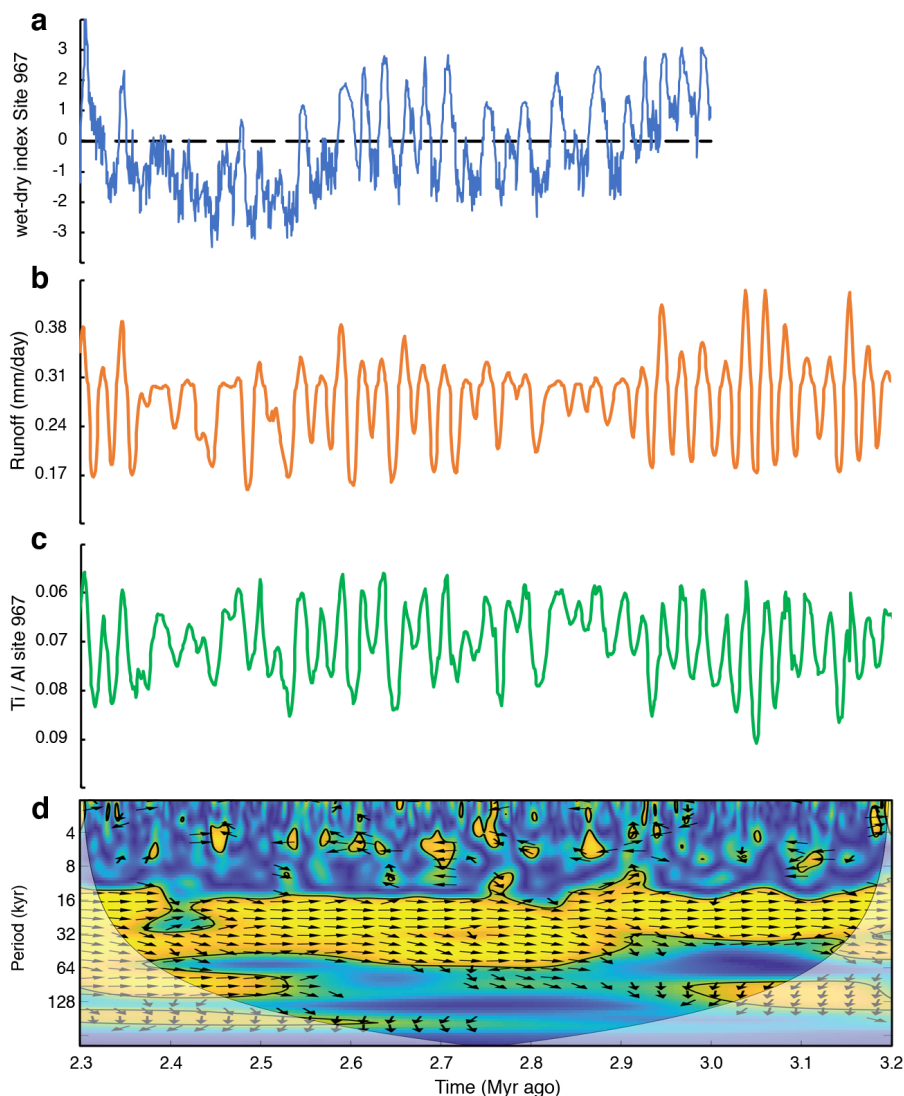 a
wet-dry index Site 967
3
2
1
0
-1
-2
-3
b
Runoff (mm/day)
0.38
0.31
0.24
0.17
c
Ti / Al site 967
0.06
0.07
0.08
0.09
d
Period (kyr)
4
8
16
32
64
128
2.3 2.4 2.5 2.6 2.7 2.8 2.9 3.0 3.1 3.2
Time (Myr ago)